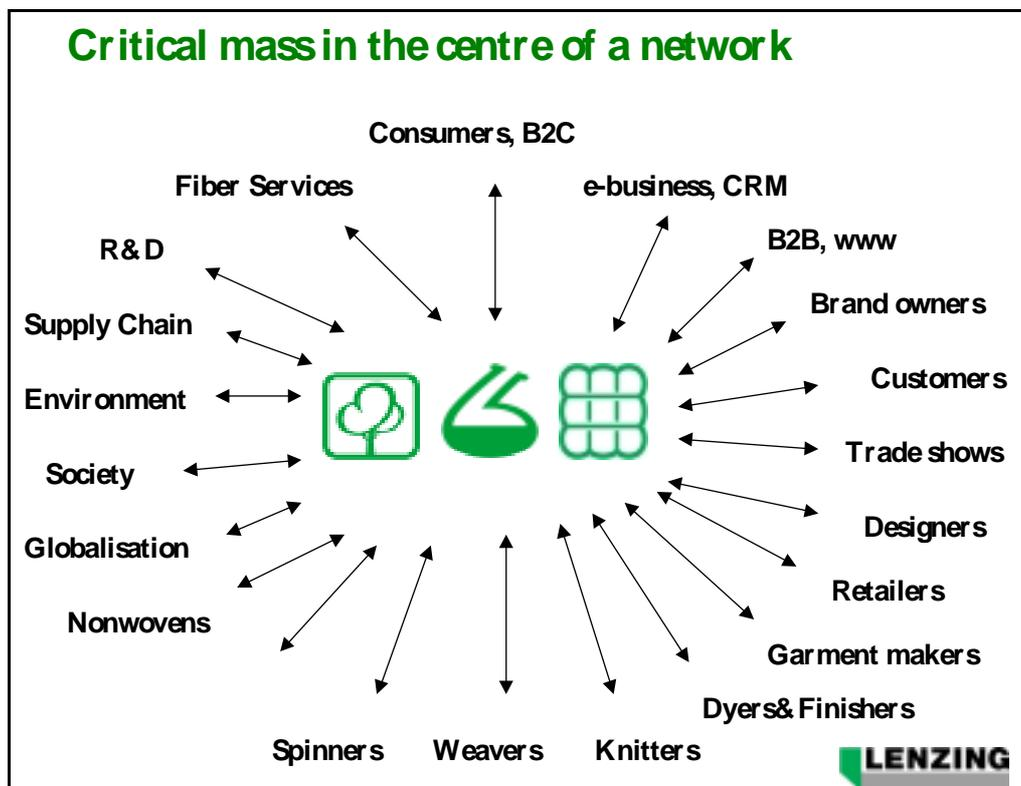 Critical mass in the centre of a network
Consumers, B2C
Fiber Services
e-business, CRM
R&D
B2B, www
Supply Chain
Brand owners
Environment
Customers
Society
Trade shows
Globalisation
Designers
Nonwovens
Retailers
Garment makers
Dyers& Finishers
Spinners
Weavers
Knitters
LENZING